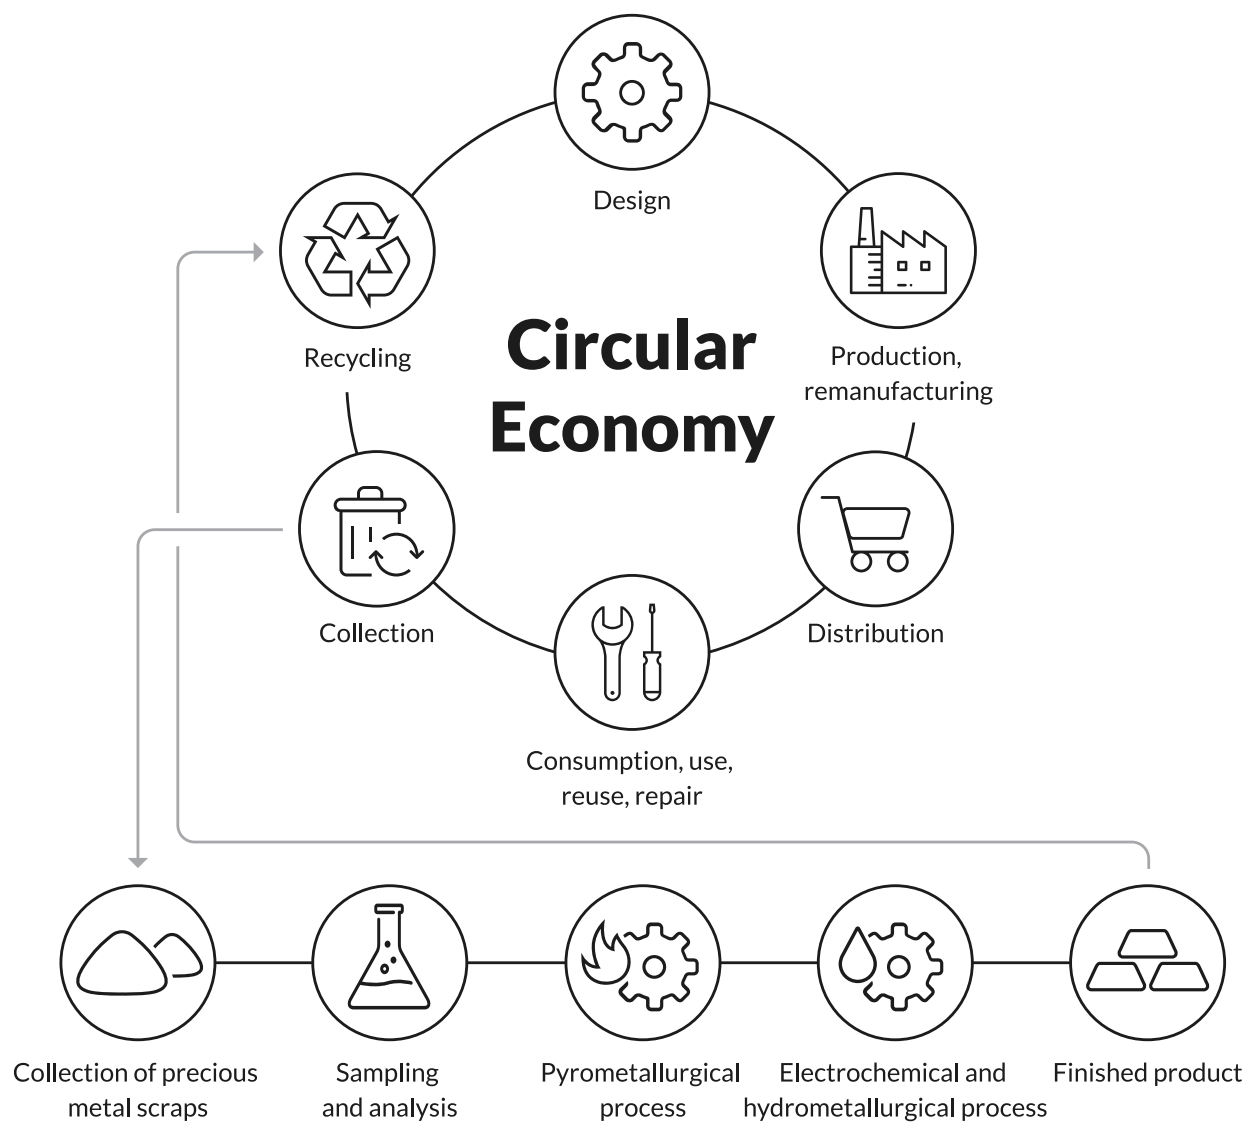 Design
Recycling
Production,
remanufacturing
Circular
Economy
Collection
Distribution
Consumption, use,
reuse, repair
Collection of precious
metal scraps
Sampling
and analysis
Pyrometallurgical
process
Electrochemical and
hydrometallurgical process
Finished product